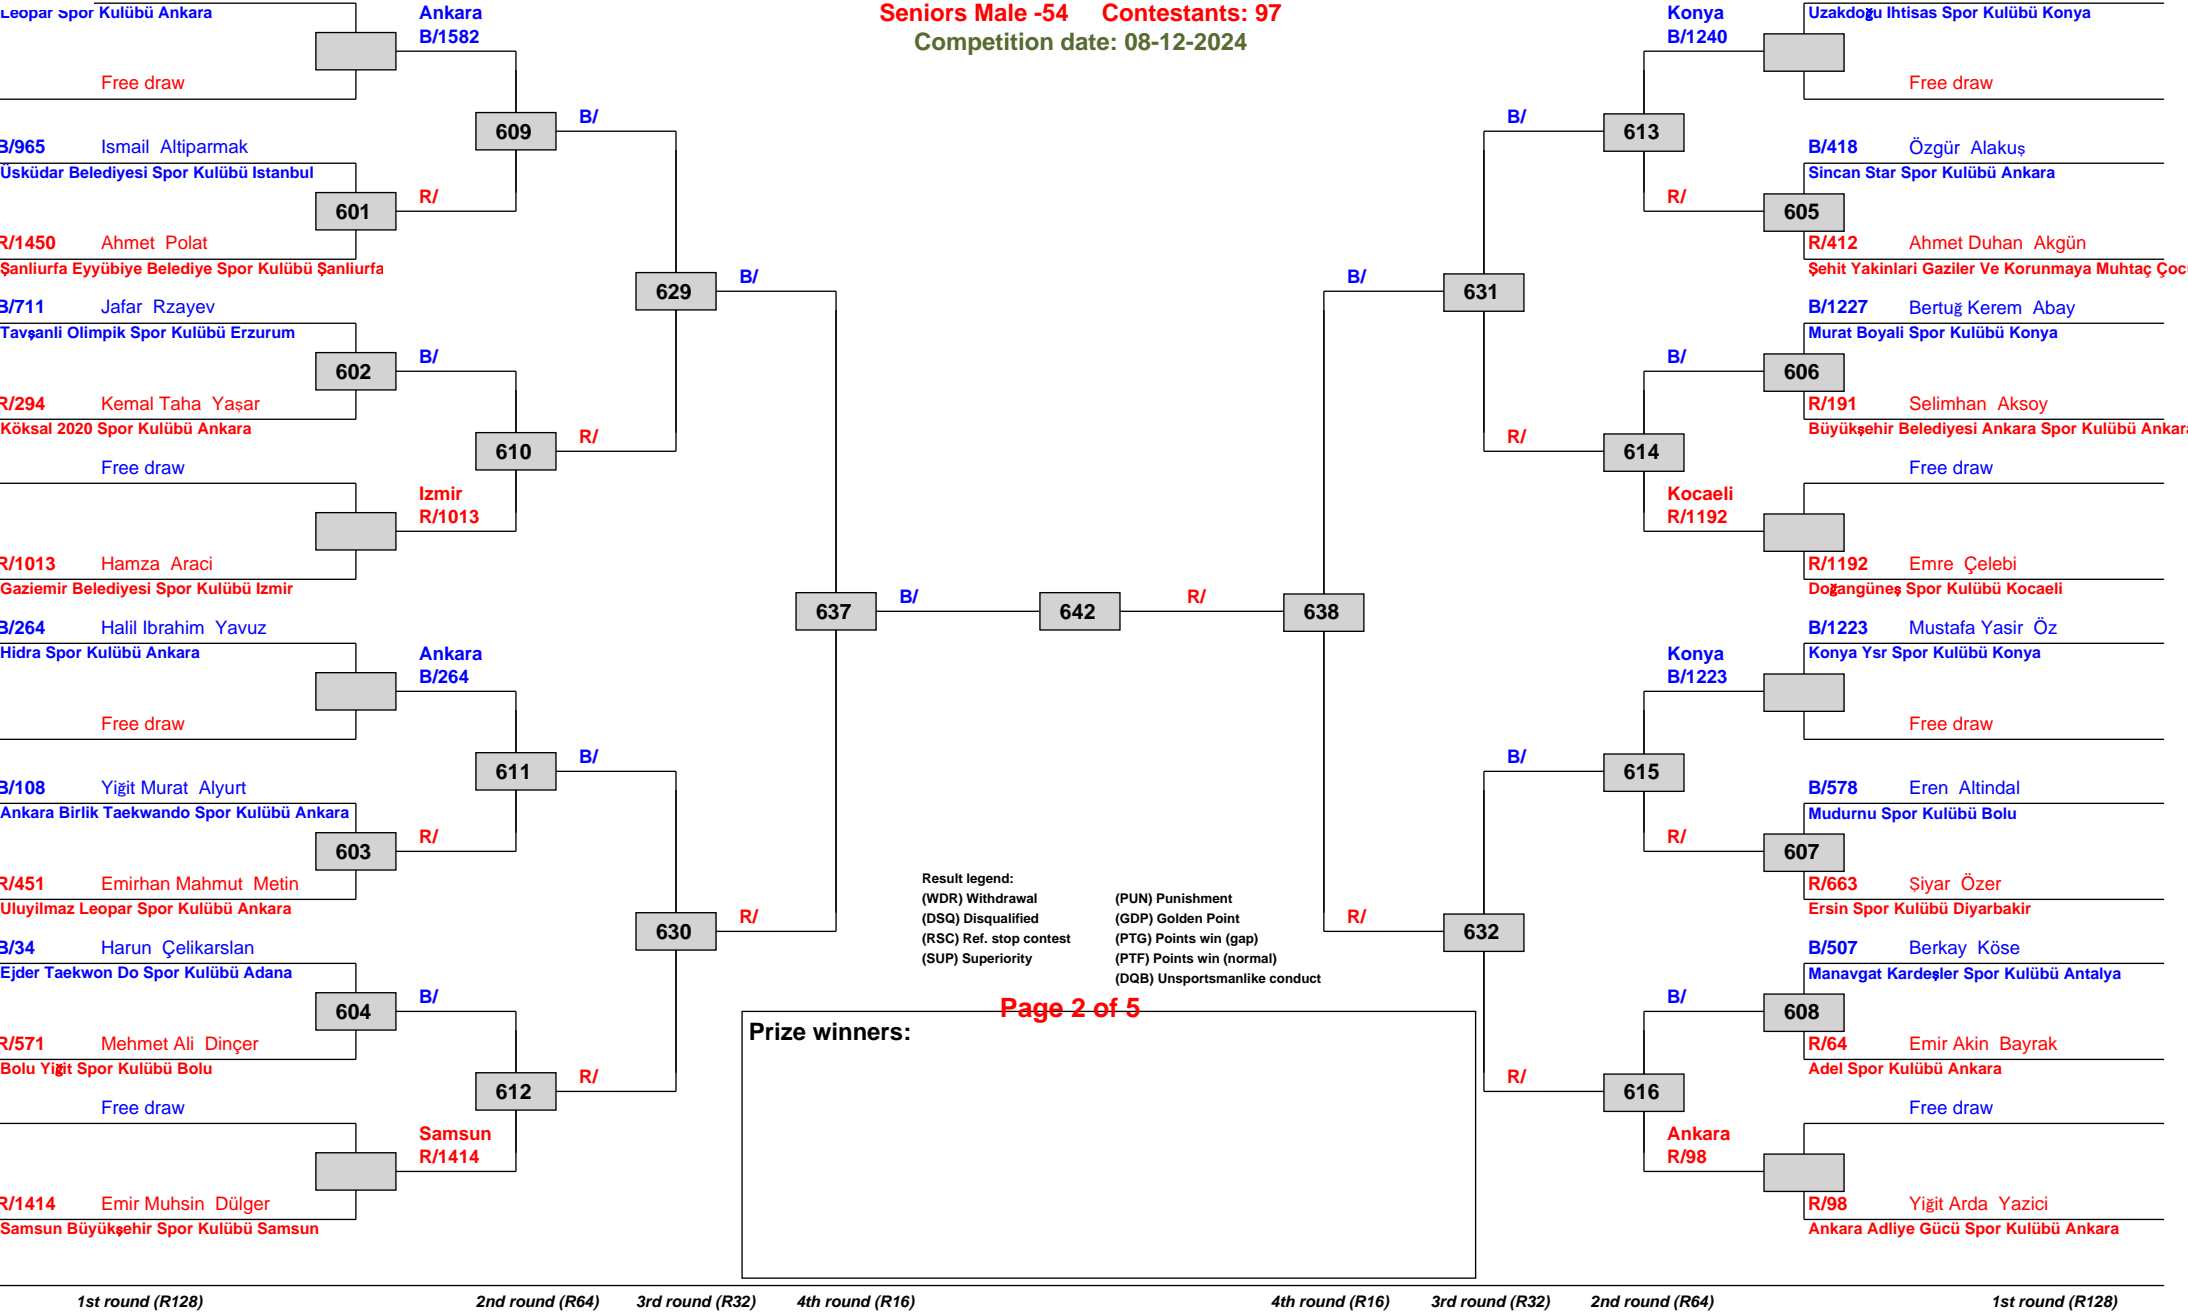 Leopar Spor Kulübü Ankara
Free draw
B/965 Ismail Altiparmak
Üsküdar Belediyesi Spor Kulübü Istanbul
601
R/1450 Ahmet Polat
Şanliurfa Eyyübiye Belediye Spor Kulübü Şanliurfa
B/711 Jafar Rzayev
Tavşanli Olimpik Spor Kulübü Erzurum
602
R/294 Kemal Taha Yaşar
Köksal 2020 Spor Kulübü Ankara
Free draw
R/1013 Hamza Araci
Gaziemir Belediyesi Spor Kulübü Izmir
B/264 Halil Ibrahim Yavuz
Hidra Spor Kulübü Ankara
Free draw
B/108 Yiğit Murat Alyurt
Ankara Birlik Taekwando Spor Kulübü Ankara
603
R/451 Emirhan Mahmut Metin
Uluyilmaz Leopar Spor Kulübü Ankara
B/34 Harun Çelikarslan
Ejder Taekwon Do Spor Kulübü Adana
604
R/571 Mehmet Ali Dinçer
Bolu Yiğit Spor Kulübü Bolu
Free draw
R/1414 Emir Muhsin Dülger
Samsun Büyükşehir Spor Kulübü Samsun
Ankara
B/1582
609
R/
B/
610
Izmir
R/1013
Ankara
B/264
611
R/
B/
612
Samsun
R/1414
B/
629
R/
B/
630
R/
B/
637
R/
Seniors Male -54 Contestants: 97
Competition date: 08-12-2024
B/
642
R/
Result legend:
(WDR) Withdrawal
(DSQ) Disqualified
(RSC) Ref. stop contest
(SUP) Superiority
(PUN) Punishment
(GDP) Golden Point
(PTG) Points win (gap)
(PTF) Points win (normal)
(DQB) Unsportsmanlike conduct
Page 2 of 5
Prize winners:
B/
638
R/
B/
631
R/
B/
632
R/
Konya
B/1240
613
R/
B/
614
Kocaeli
R/1192
Konya
B/1223
615
R/
B/
616
Ankara
R/98
Uzakdoğu Ihtisas Spor Kulübü Konya
Free draw
B/418 Özgür Alakuş
Sincan Star Spor Kulübü Ankara
605
R/412 Ahmet Duhan Akgün
Şehit Yakinlari Gaziler Ve Korunmaya Muhtaç Çoc
B/1227 Bertuğ Kerem Abay
Murat Boyali Spor Kulübü Konya
606
R/191 Selimhan Aksoy
Büyükşehir Belediyesi Ankara Spor Kulübü Ankara
Free draw
R/1192 Emre Çelebi
Doğangüneş Spor Kulübü Kocaeli
B/1223 Mustafa Yasir Öz
Konya Ysr Spor Kulübü Konya
Free draw
B/578 Eren Altindal
Mudurnu Spor Kulübü Bolu
607
R/663 Şiyar Özer
Ersin Spor Kulübü Diyarbakir
B/507 Berkay Köse
Manavgat Kardeşler Spor Kulübü Antalya
608
R/64 Emir Akin Bayrak
Adel Spor Kulübü Ankara
Free draw
R/98 Yiğit Arda Yazici
Ankara Adliye Gücü Spor Kulübü Ankara
1st round (R128) 2nd round (R64) 3rd round (R32) 4th round (R16) 4th round (R16) 3rd round (R32) 2nd round (R64) 1st round (R128)